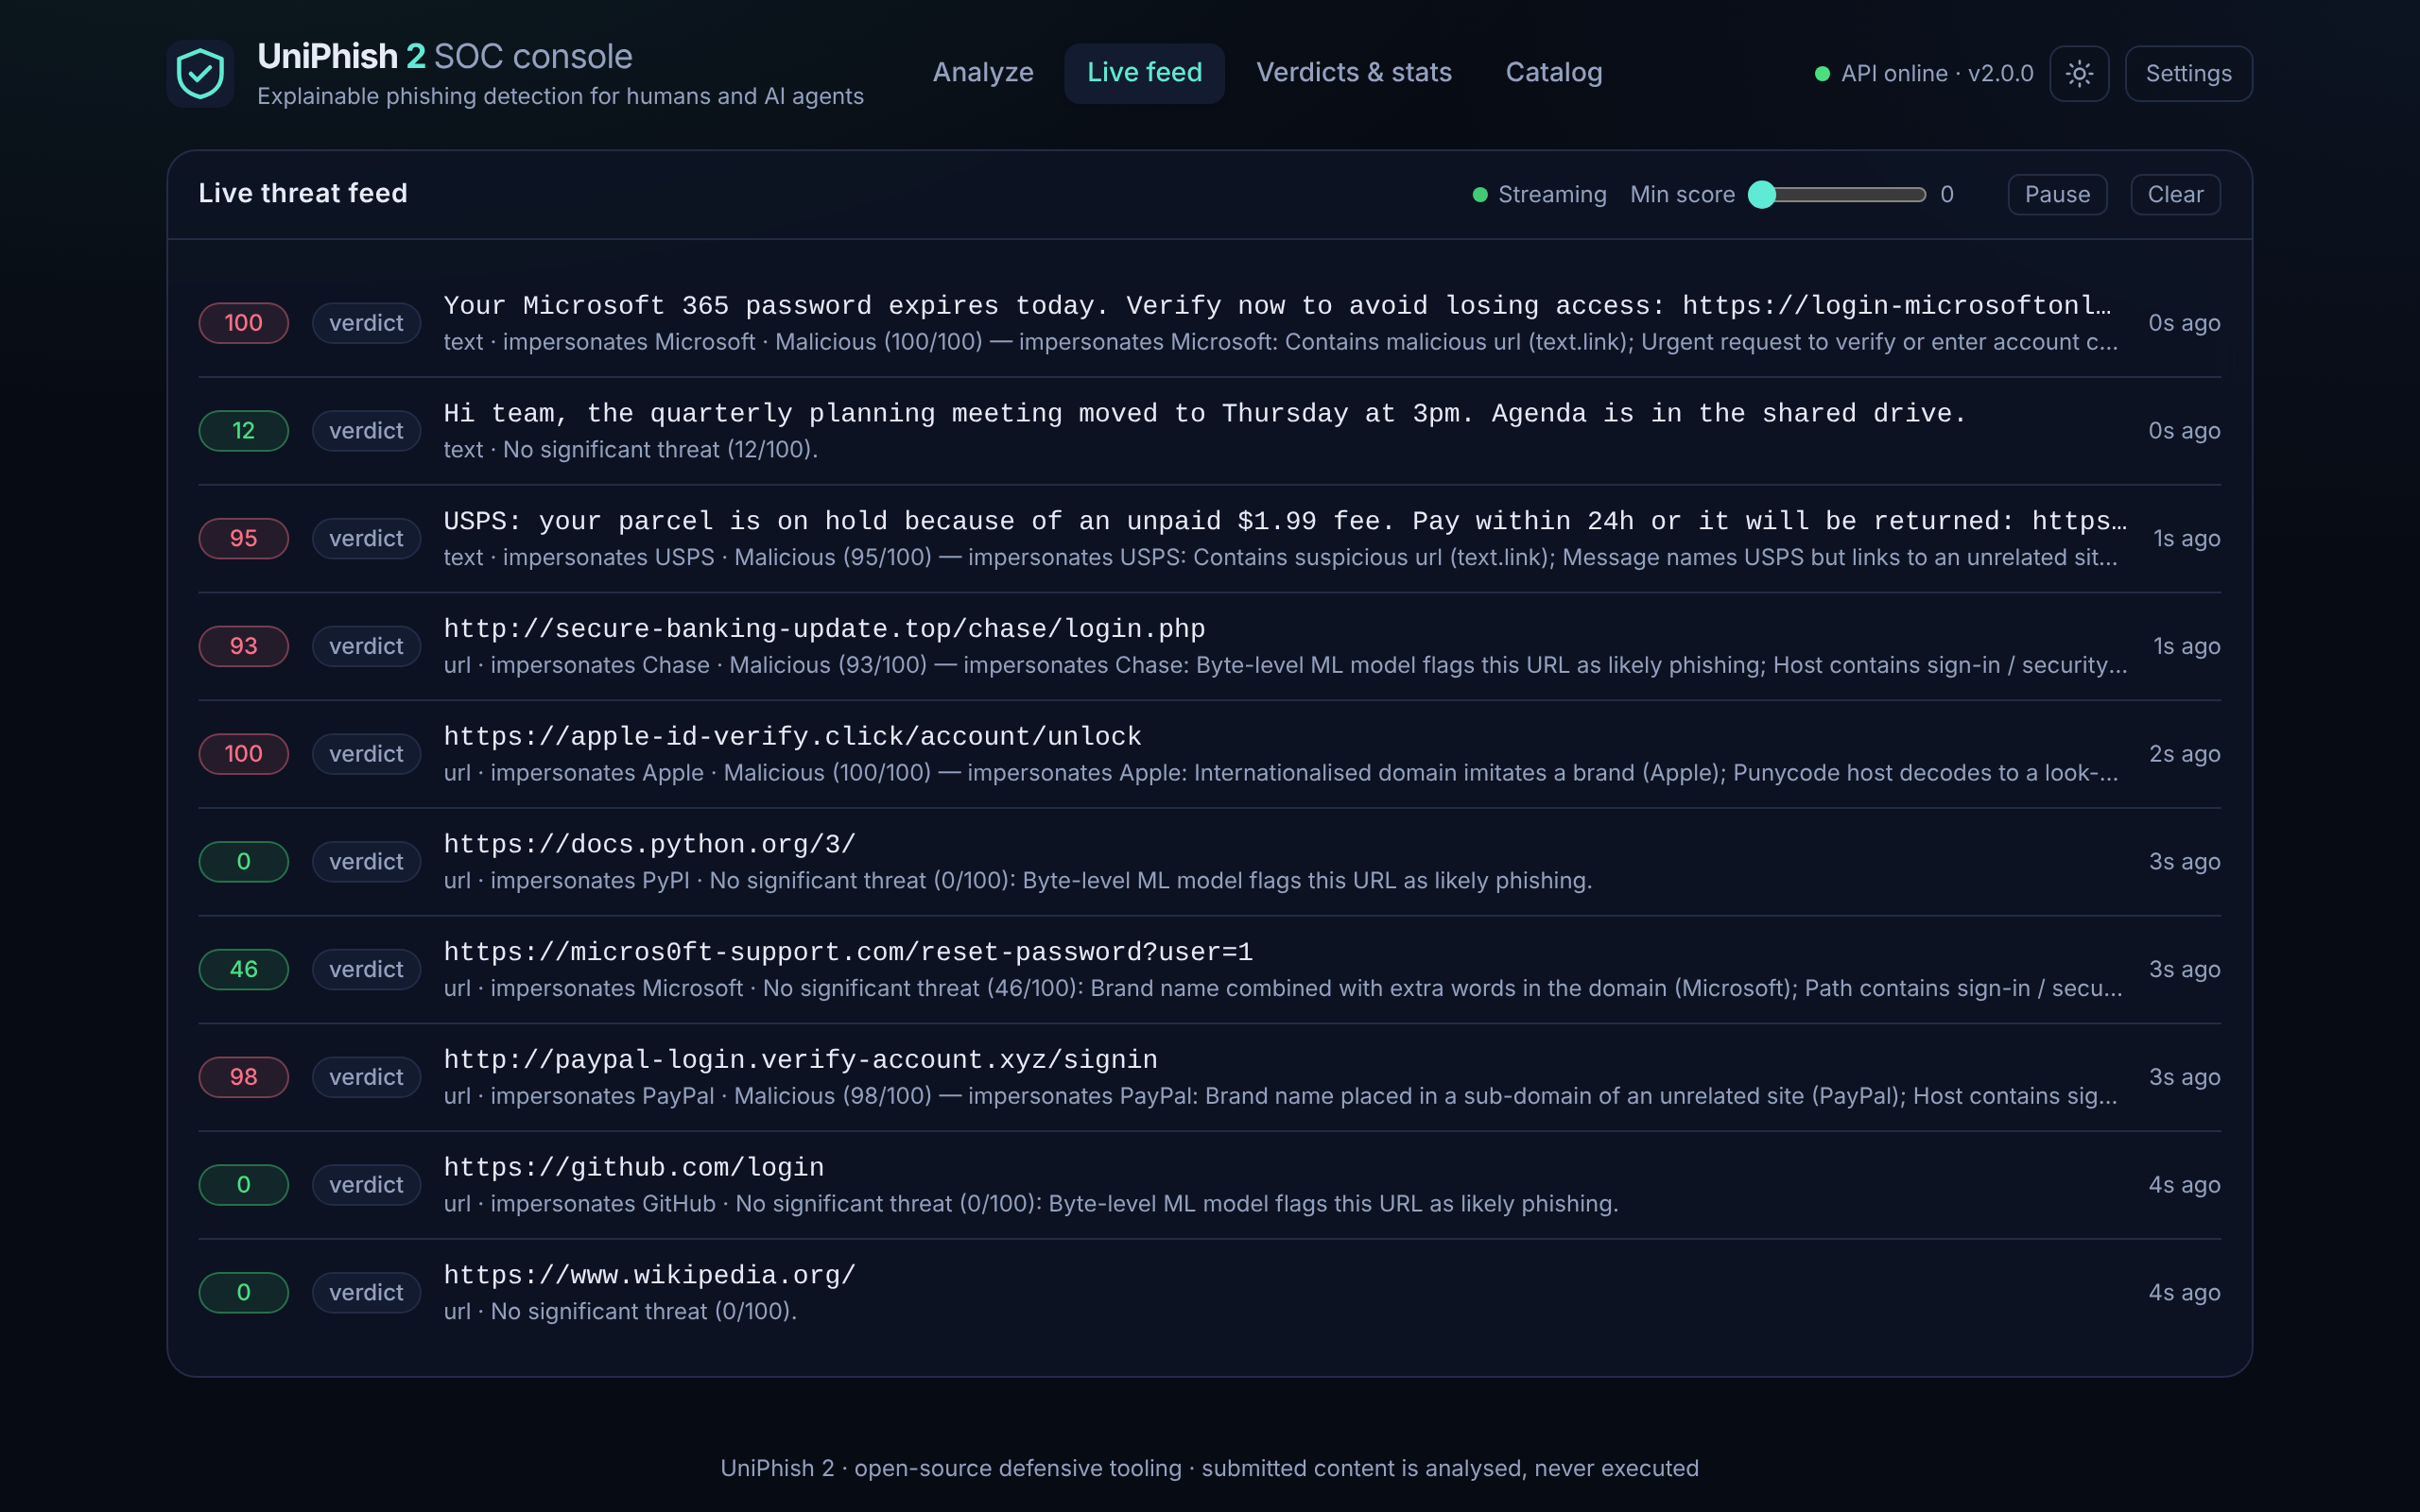 UniPhish 2 SOC console
Explainable phishing detection for humans and AI agents
Analyze
Live feed
Verdicts & stats
Catalog
API online · v2.0.0
Settings
Live threat feed
Streaming
Min score
0
Pause
Clear
100
verdict
Your Microsoft 365 password expires today. Verify now to avoid losing access: https://login-microsoftonl…
text · impersonates Microsoft · Malicious (100/100) — impersonates Microsoft: Contains malicious url (text.link); Urgent request to verify or enter account c…
0s ago
12
verdict
Hi team, the quarterly planning meeting moved to Thursday at 3pm. Agenda is in the shared drive.
text · No significant threat (12/100).
0s ago
95
verdict
USPS: your parcel is on hold because of an unpaid $1.99 fee. Pay within 24h or it will be returned: https…
text · impersonates USPS · Malicious (95/100) — impersonates USPS: Contains suspicious url (text.link); Message names USPS but links to an unrelated sit…
1s ago
93
verdict
http://secure-banking-update.top/chase/login.php
url · impersonates Chase · Malicious (93/100) — impersonates Chase: Byte-level ML model flags this URL as likely phishing; Host contains sign-in / security…
1s ago
100
verdict
https://apple-id-verify.click/account/unlock
url · impersonates Apple · Malicious (100/100) — impersonates Apple: Internationalised domain imitates a brand (Apple); Punycode host decodes to a look-…
2s ago
0
verdict
https://docs.python.org/3/
url · impersonates PyPI · No significant threat (0/100): Byte-level ML model flags this URL as likely phishing.
3s ago
46
verdict
https://micros0ft-support.com/reset-password?user=1
url · impersonates Microsoft · No significant threat (46/100): Brand name combined with extra words in the domain (Microsoft); Path contains sign-in / secu…
3s ago
98
verdict
http://paypal-login.verify-account.xyz/signin
url · impersonates PayPal · Malicious (98/100) — impersonates PayPal: Brand name placed in a sub-domain of an unrelated site (PayPal); Host contains sig…
3s ago
0
verdict
https://github.com/login
url · impersonates GitHub · No significant threat (0/100): Byte-level ML model flags this URL as likely phishing.
4s ago
0
verdict
https://www.wikipedia.org/
url · No significant threat (0/100).
4s ago
UniPhish 2 · open-source defensive tooling · submitted content is analysed, never executed